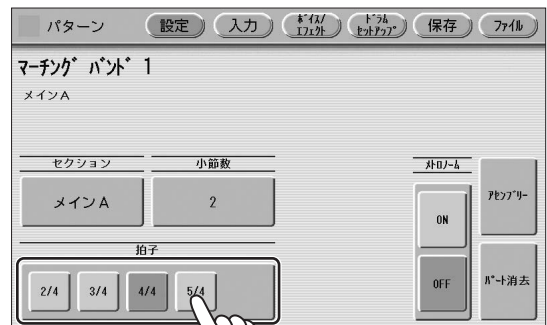 パターン 設定 入力 ﾎﾞｲｽ/ｴﾌｪｸﾄ ﾄﾞﾗﾑｾｯﾄｱｯﾌﾟ 保存 ﾌｧｲﾙ
ﾏｰﾁﾝｸﾞ ﾊﾞﾝﾄﾞ 1
メインA
セクション 小節数 ﾒﾄﾛﾉｰﾑ
メインA 2 ON ｱｾﾝﾌﾞﾘｰ
拍子
2/4 3/4 4/4 5/4 OFF ﾊﾟｰﾄ消去